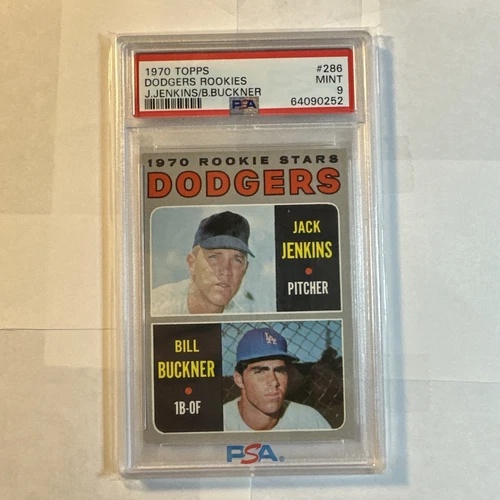 1970 TOPPS #286
DODGERS ROOKIES MINT
J.JENKINS/B.BUCKNER 9
PSA 64090252
1970 ROOKIE STARS
DODGERS
JACK
JENKINS
PITCHER
BILL
BUCKNER
1B-OF
LA
PSA